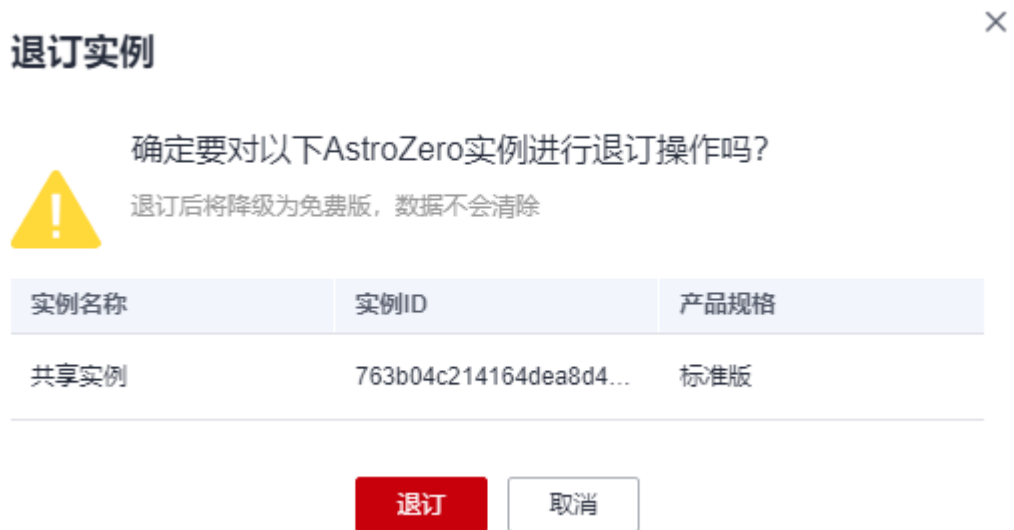 退订实例
确定要对以下AstroZero实例进行退订操作吗？
退订后将降级为免费版，数据不会清除
实例名称 实例ID 产品规格
共享实例 763b04c214164dea8d4... 标准版
退订 取消